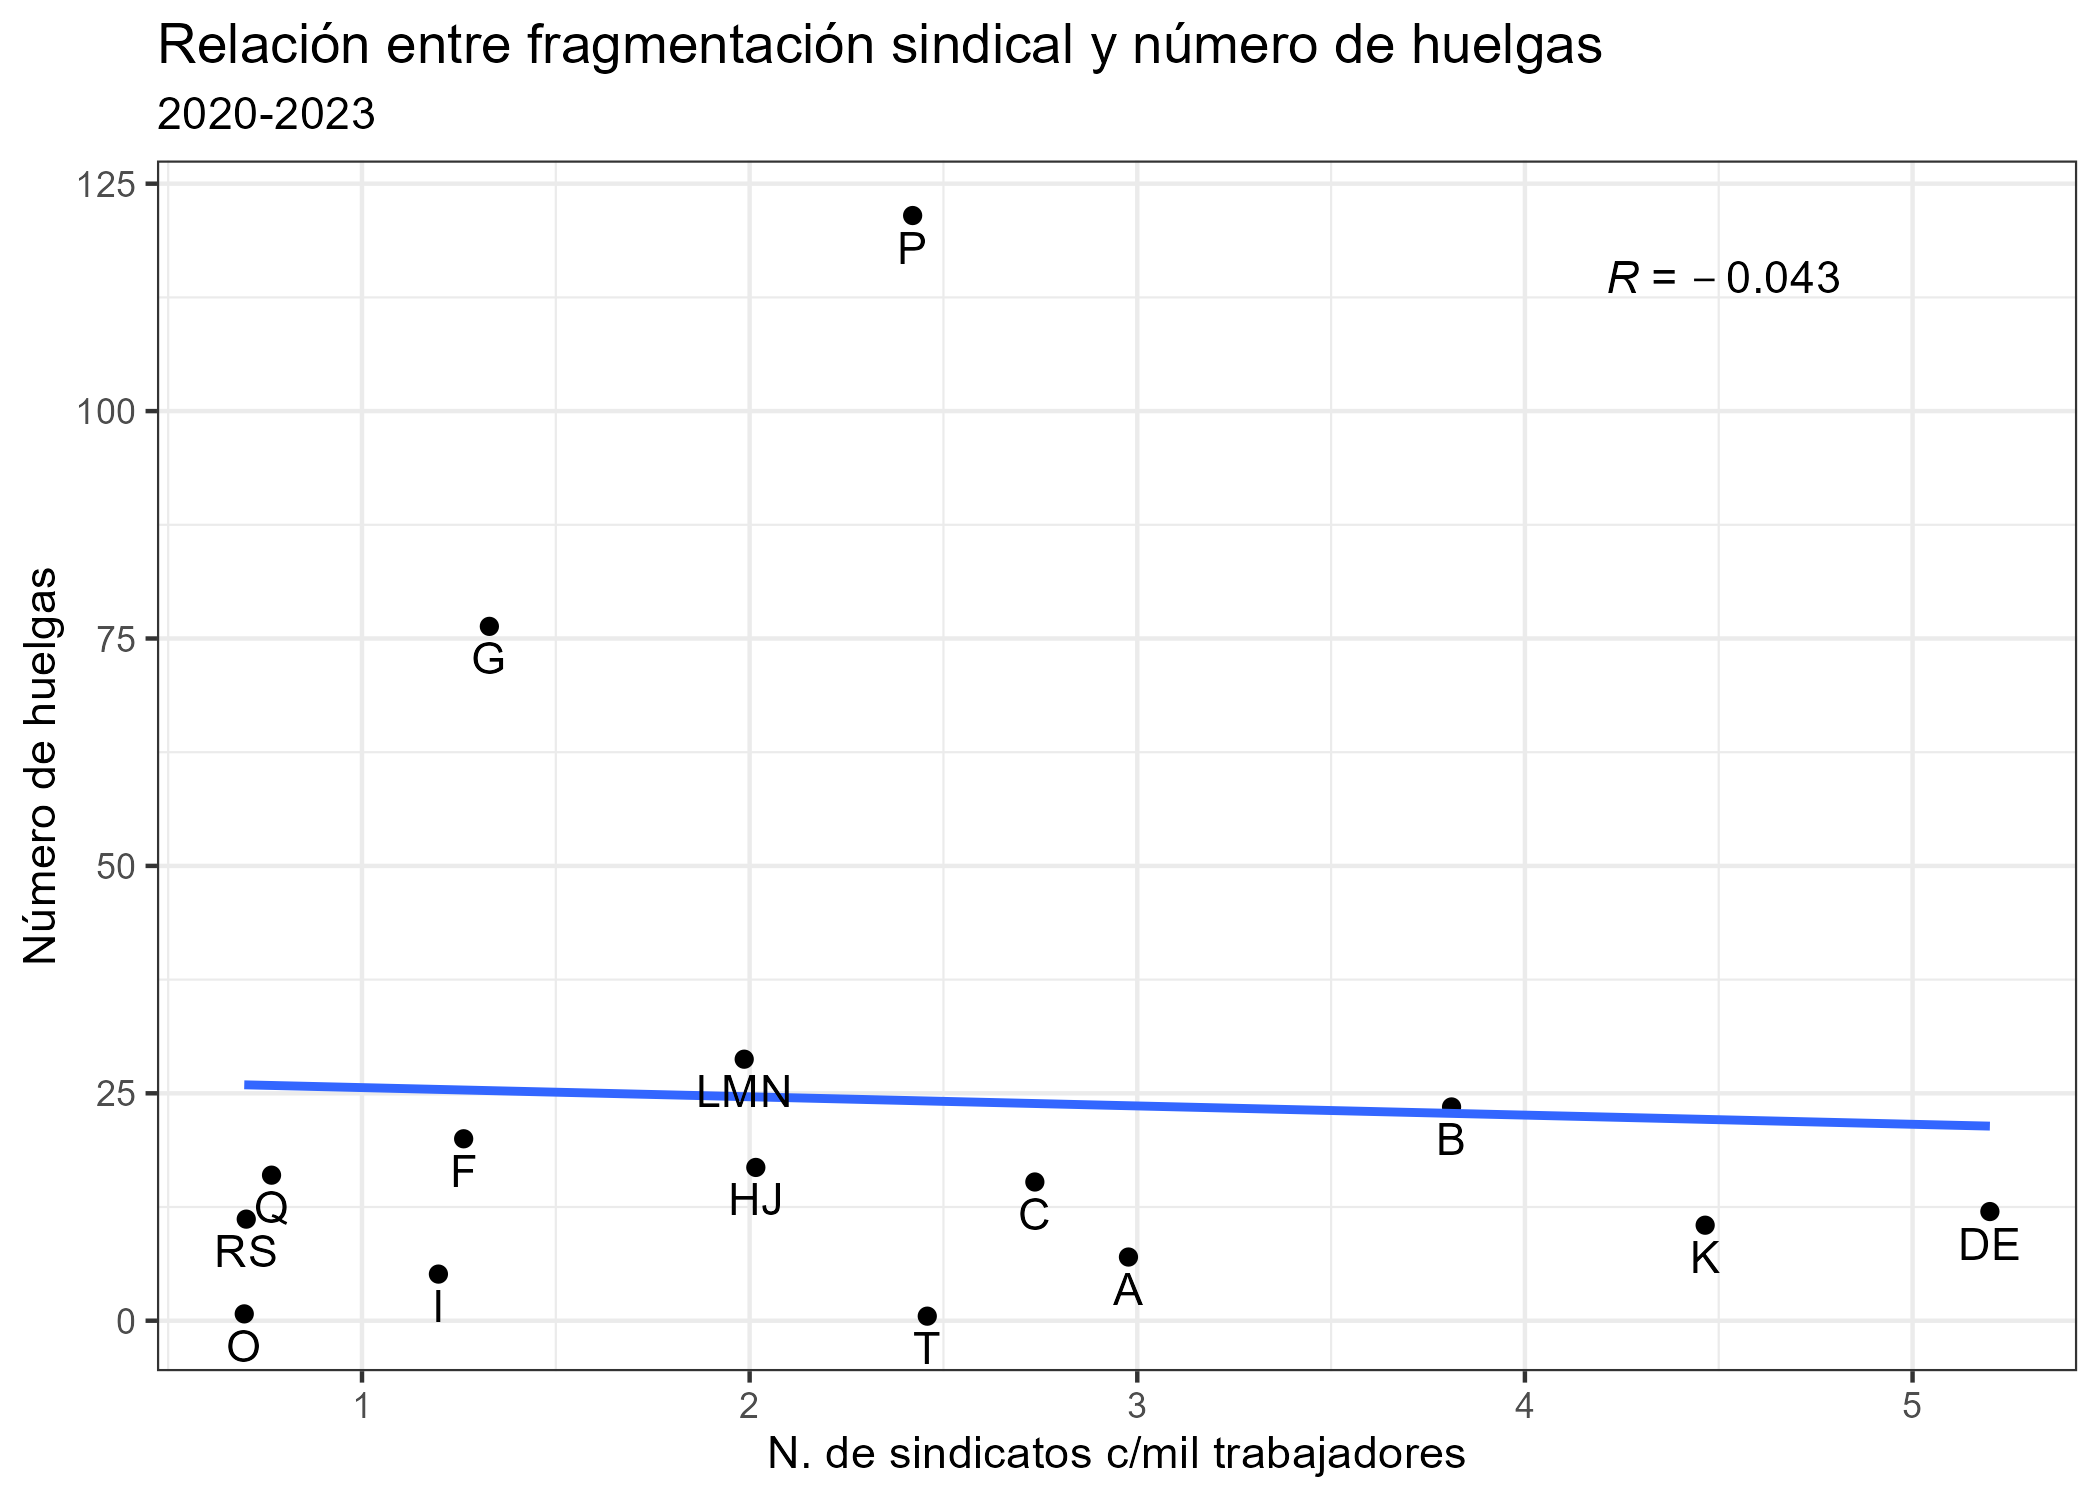 Relación entre fragmentación sindical y número de huelgas
2020-2023
125
100
75
50
25
0
Número de huelgas
P
R = − 0.043
G
LMN
B
F
Q
HJ
C
RS
DE
K
I
A
O
T
1 2 3 4 5
N. de sindicatos c/mil trabajadores